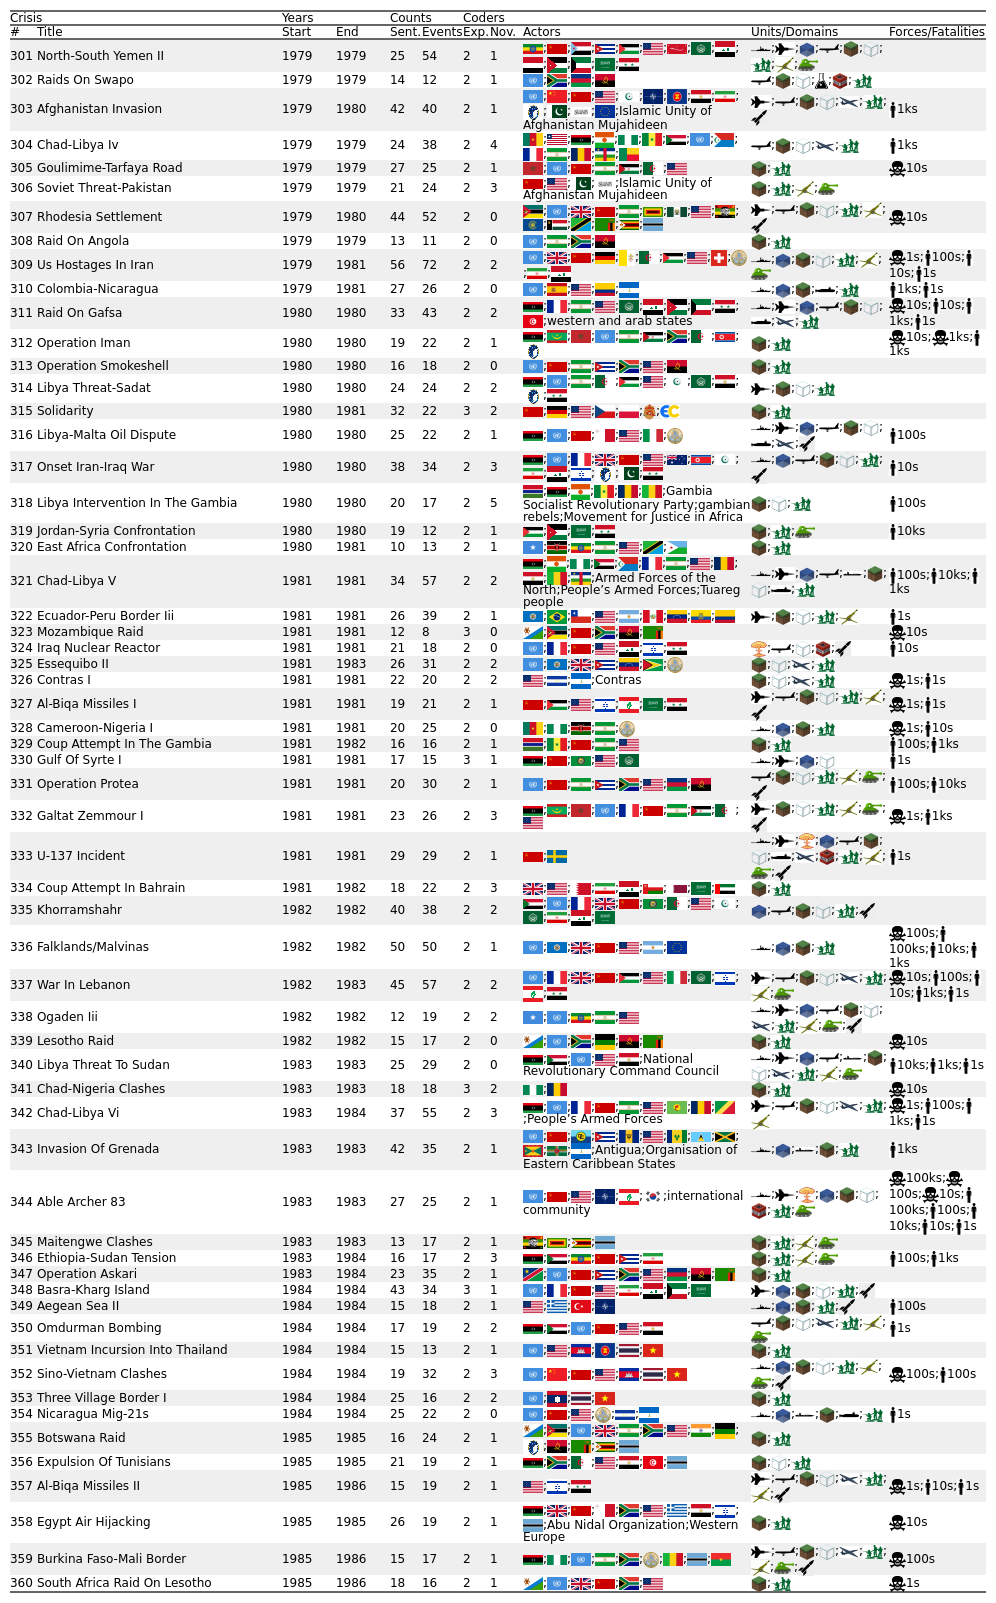 Crisis Years Counts Coders
# Title Start End Sent. Events Exp. Nov. Actors Units/Domains Forces/Fatalities
301 North-South Yemen II 1979 1979 25 54 2 1
302 Raids On Swapo 1979 1979 14 12 2 1
303 Afghanistan Invasion 1979 1980 42 40 2 1 ;Islamic Unity of Afghanistan Mujahideen 1ks
304 Chad-Libya Iv 1979 1979 24 38 2 4 1ks
305 Goulimime-Tarfaya Road 1979 1979 27 25 2 1 10s
306 Soviet Threat-Pakistan 1979 1979 21 24 2 3 ;Islamic Unity of Afghanistan Mujahideen
307 Rhodesia Settlement 1979 1980 44 52 2 0 10s
308 Raid On Angola 1979 1979 13 11 2 0
309 Us Hostages In Iran 1979 1981 56 72 2 2 1s;100s;10s;1s
310 Colombia-Nicaragua 1979 1981 27 26 2 0 1ks;1s
311 Raid On Gafsa 1980 1980 33 43 2 2 ;western and arab states 10s;10s;1ks;1s
312 Operation Iman 1980 1980 19 22 2 1 10s;1ks;1ks
313 Operation Smokeshell 1980 1980 16 18 2 0
314 Libya Threat-Sadat 1980 1980 24 24 2 2
315 Solidarity 1980 1981 32 22 3 2
316 Libya-Malta Oil Dispute 1980 1980 25 22 2 1 100s
317 Onset Iran-Iraq War 1980 1980 38 34 2 3 10s
318 Libya Intervention In The Gambia 1980 1980 20 17 2 5 ;Gambia Socialist Revolutionary Party;gambian rebels;Movement for Justice in Africa 100s
319 Jordan-Syria Confrontation 1980 1980 19 12 2 1 10ks
320 East Africa Confrontation 1980 1981 10 13 2 1
321 Chad-Libya V 1981 1981 34 57 2 2 ;Armed Forces of the North;People's Armed Forces;Tuareg people 100s;10ks;1ks
322 Ecuador-Peru Border Iii 1981 1981 26 39 2 1 1s
323 Mozambique Raid 1981 1981 12 8 3 0 10s
324 Iraq Nuclear Reactor 1981 1981 21 18 2 0 10s
325 Essequibo II 1981 1983 26 31 2 2
326 Contras I 1981 1981 22 20 2 2 ;Contras 1s;1s
327 Al-Biqa Missiles I 1981 1981 19 21 2 1 1s;1s
328 Cameroon-Nigeria I 1981 1981 20 25 2 0 1s;10s
329 Coup Attempt In The Gambia 1981 1982 16 16 2 1 100s;1ks
330 Gulf Of Syrte I 1981 1981 17 15 3 1 1s
331 Operation Protea 1981 1981 20 30 2 1 100s;10ks
332 Galtat Zemmour I 1981 1981 23 26 2 3 1s;1ks
333 U-137 Incident 1981 1981 29 29 2 1 1s
334 Coup Attempt In Bahrain 1981 1982 18 22 2 3
335 Khorramshahr 1982 1982 40 38 2 2
336 Falklands/Malvinas 1982 1982 50 50 2 1 100s;100ks;10ks;1ks
337 War In Lebanon 1982 1983 45 57 2 2 10s;100s;10s;1ks;1s
338 Ogaden Iii 1982 1982 12 19 2 2
339 Lesotho Raid 1982 1982 15 17 2 0 10s
340 Libya Threat To Sudan 1983 1983 25 29 2 0 ;National Revolutionary Command Council 10ks;1ks;1s
341 Chad-Nigeria Clashes 1983 1983 18 18 3 2 10s
342 Chad-Libya Vi 1983 1984 37 55 2 3 ;People's Armed Forces 1s;100s;1ks;1s
343 Invasion Of Grenada 1983 1983 42 35 2 1 ;Antigua;Organisation of Eastern Caribbean States 1ks
344 Able Archer 83 1983 1983 27 25 2 1 ;international community 100ks;100s;10s;100ks;100s;10ks;10s;1s
345 Maitengwe Clashes 1983 1983 13 17 2 1
346 Ethiopia-Sudan Tension 1983 1984 16 17 2 3 100s;1ks
347 Operation Askari 1983 1984 23 35 2 1
348 Basra-Kharg Island 1984 1984 43 34 3 1
349 Aegean Sea II 1984 1984 15 18 2 1 100s
350 Omdurman Bombing 1984 1984 17 19 2 2 1s
351 Vietnam Incursion Into Thailand 1984 1984 15 13 2 1
352 Sino-Vietnam Clashes 1984 1984 19 32 2 3 100s;100s
353 Three Village Border I 1984 1984 25 16 2 2
354 Nicaragua Mig-21s 1984 1984 25 22 2 0 1s
355 Botswana Raid 1985 1985 16 24 2 1
356 Expulsion Of Tunisians 1985 1985 21 19 2 1
357 Al-Biqa Missiles II 1985 1986 15 19 2 1 1s;10s;1s
358 Egypt Air Hijacking 1985 1985 26 19 2 1 ;Abu Nidal Organization;Western Europe 10s
359 Burkina Faso-Mali Border 1985 1986 15 17 2 1 100s
360 South Africa Raid On Lesotho 1985 1986 18 16 2 1 1s